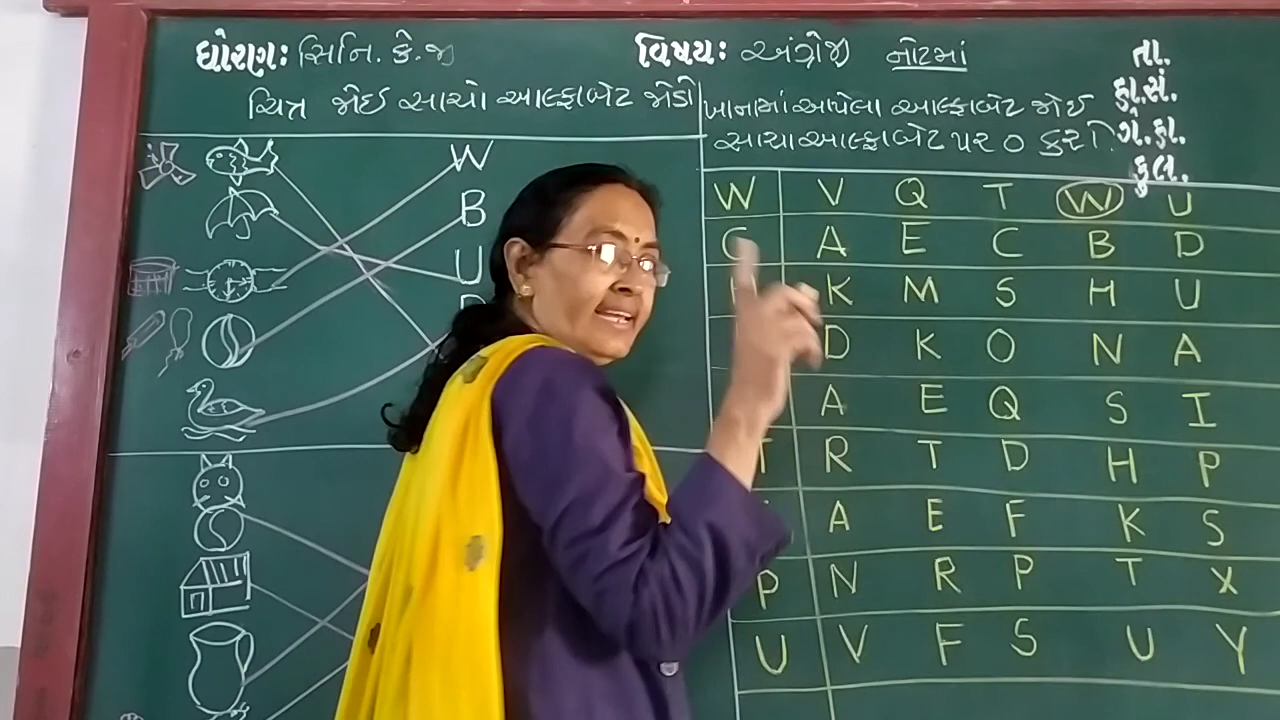 ધોરણ: સિનિ. કે.જી
વિષય: અંગ્રેજી નોટમાં
તા.
હા.સં.
ગે.હા.
કુલ.
ચિત્ર જોઈ સાચો આલ્ફાબેટ જોડો
ખાનામાં આપેલા આલ્ફાબેટ જોઈ
સાચા આલ્ફાબેટ પર ૦ કરો.
W
B
U
W V Q T W U
C A E C B D
K M S H U
D K O N A
A E Q S I
T R T D H P
A E F K S
P N R P T X
U V F S U Y